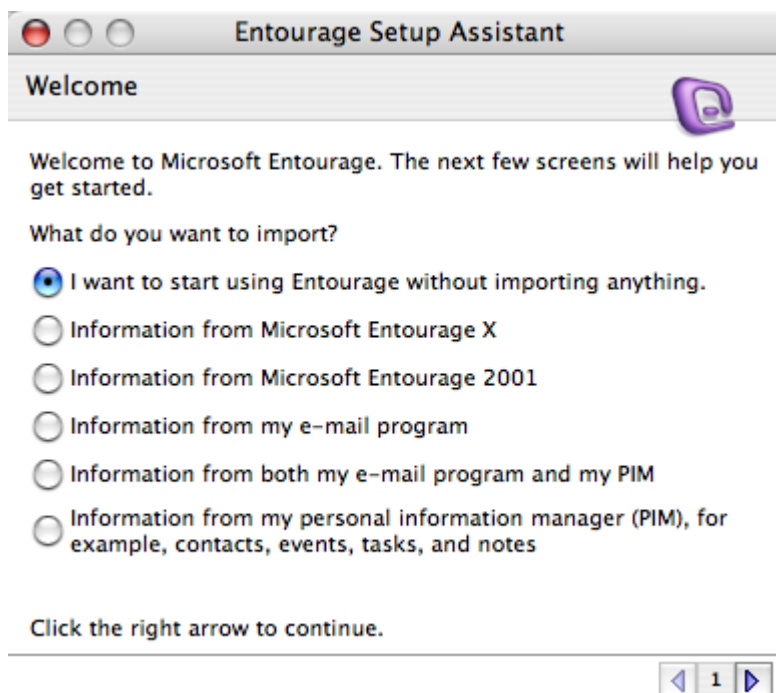 Entourage Setup Assistant
Welcome
Welcome to Microsoft Entourage. The next few screens will help you
get started.
What do you want to import?
I want to start using Entourage without importing anything.
Information from Microsoft Entourage X
Information from Microsoft Entourage 2001
Information from my e-mail program
Information from both my e-mail program and my PIM
Information from my personal information manager (PIM), for
example, contacts, events, tasks, and notes
Click the right arrow to continue.
1